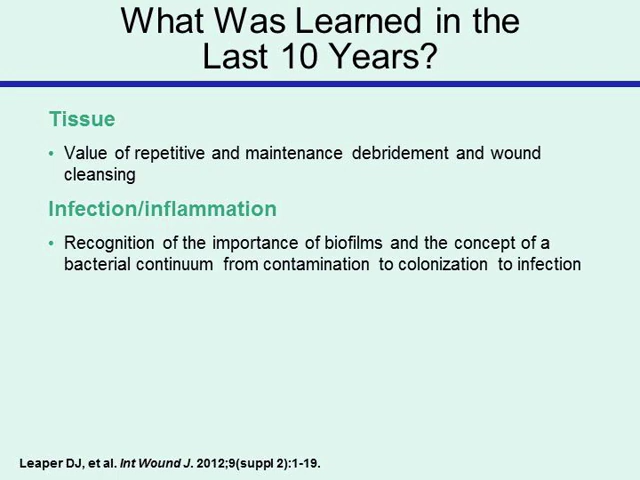 What Was Learned in the
Last 10 Years?
Tissue
• Value of repetitive and maintenance debridement and wound
cleansing
Infection/inflammation
• Recognition of the importance of biofilms and the concept of a
bacterial continuum from contamination to colonization to infection
Leaper DJ, et al. Int Wound J. 2012;9(suppl 2):1-19.